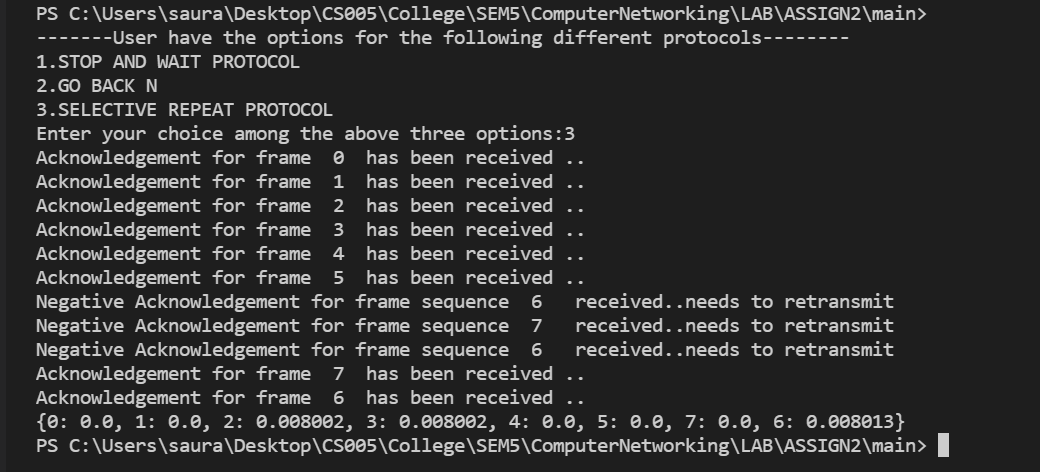 PS C:\Users\saura\Desktop\CS005\College\SEM5\ComputerNetworking\LAB\ASSIGN2\main>
-------User have the options for the following different protocols--------
1.STOP AND WAIT PROTOCOL
2.GO BACK N
3.SELECTIVE REPEAT PROTOCOL
Enter your choice among the above three options:3
Acknowledgement for frame  0  has been received ..
Acknowledgement for frame  1  has been received ..
Acknowledgement for frame  2  has been received ..
Acknowledgement for frame  3  has been received ..
Acknowledgement for frame  4  has been received ..
Acknowledgement for frame  5  has been received ..
Negative Acknowledgement for frame sequence  6   received..needs to retransmit
Negative Acknowledgement for frame sequence  7   received..needs to retransmit
Negative Acknowledgement for frame sequence  6   received..needs to retransmit
Acknowledgement for frame  7  has been received ..
Acknowledgement for frame  6  has been received ..
{0: 0.0, 1: 0.0, 2: 0.008002, 3: 0.008002, 4: 0.0, 5: 0.0, 7: 0.0, 6: 0.008013}
PS C:\Users\saura\Desktop\CS005\College\SEM5\ComputerNetworking\LAB\ASSIGN2\main>